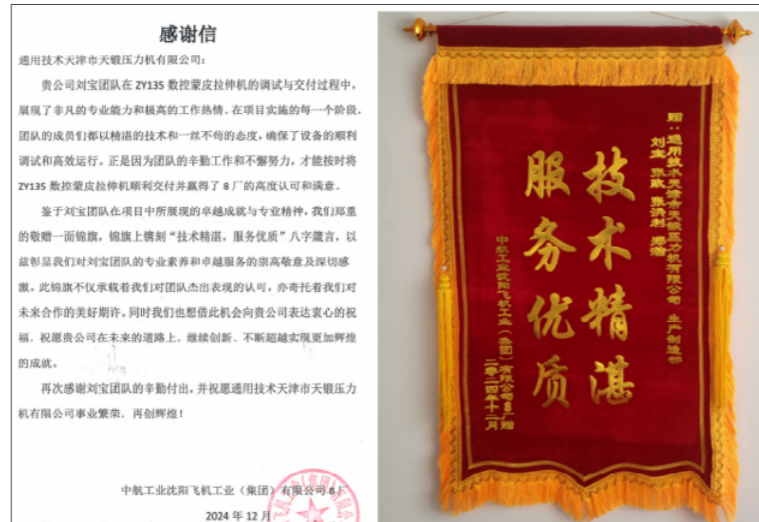 感谢信
通用技术天津市天锻压力机有限公司：
贵公司刘宝团队在 ZY135 数控蒙皮拉伸机的调试与交付过程中，
展现了非凡的专业能力和极高的工作热情。在项目实施的每一个阶段，
团队的成员们都以精湛的技术和一丝不苟的态度，确保了设备的顺利
调试和高效运行。正是因为团队的辛勤工作和不懈努力，才能按时将
ZY135 数控蒙皮拉伸机顺利交付并赢得了 8 厂的高度认可和满意。
鉴于刘宝团队在项目中所展现的卓越成就与专业精神，我们郑重
的敬赠一面锦旗，锦旗上镌刻“技术精湛，服务优质”八字箴言，以
兹彰显我们对刘宝团队的专业素养和卓越服务的崇高敬意及深切感
激。此锦旗不仅承载着我们对团队杰出表现的认可，亦寄托着我们对
未来合作的美好期许。同时我们也想借此机会向贵公司表达衷心的祝
福，祝愿贵公司在未来的道路上，继续创新、不断超越实现更加辉煌
的成就。
再次感谢刘宝团队的辛勤付出，并祝愿通用技术天津市天锻压力
机有限公司事业繁荣，再创辉煌！
中航工业沈阳飞机工业（集团）有限公司 8 厂
2024 年 12 月
赠：通用技术天津市天锻压力机有限公司 生产制造部
刘宝 张政 张洪利 郑
技术精湛
服务优质
中航工业沈阳飞机工业（集团）有限公司8厂赠
二零二四年十二月